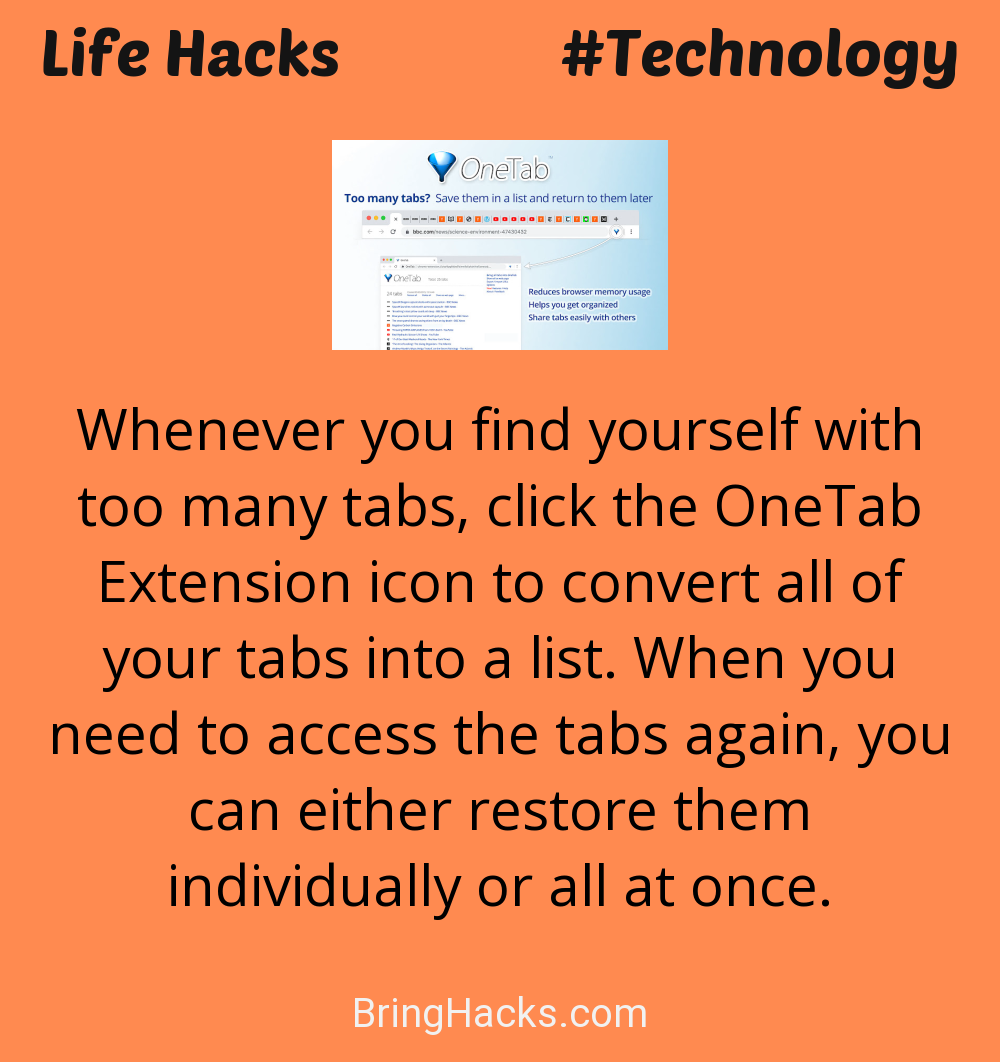 Life Hacks #Technology
OneTab
Too many tabs? Save them in a list and return to them later
bbc.com/news/science-environment-47430432
OneTab
Reduces browser memory usage
Helps you get organized
Share tabs easily with others
Whenever you find yourself with
too many tabs, click the OneTab
Extension icon to convert all of
your tabs into a list. When you
need to access the tabs again, you
can either restore them
individually or all at once.
BringHacks.com